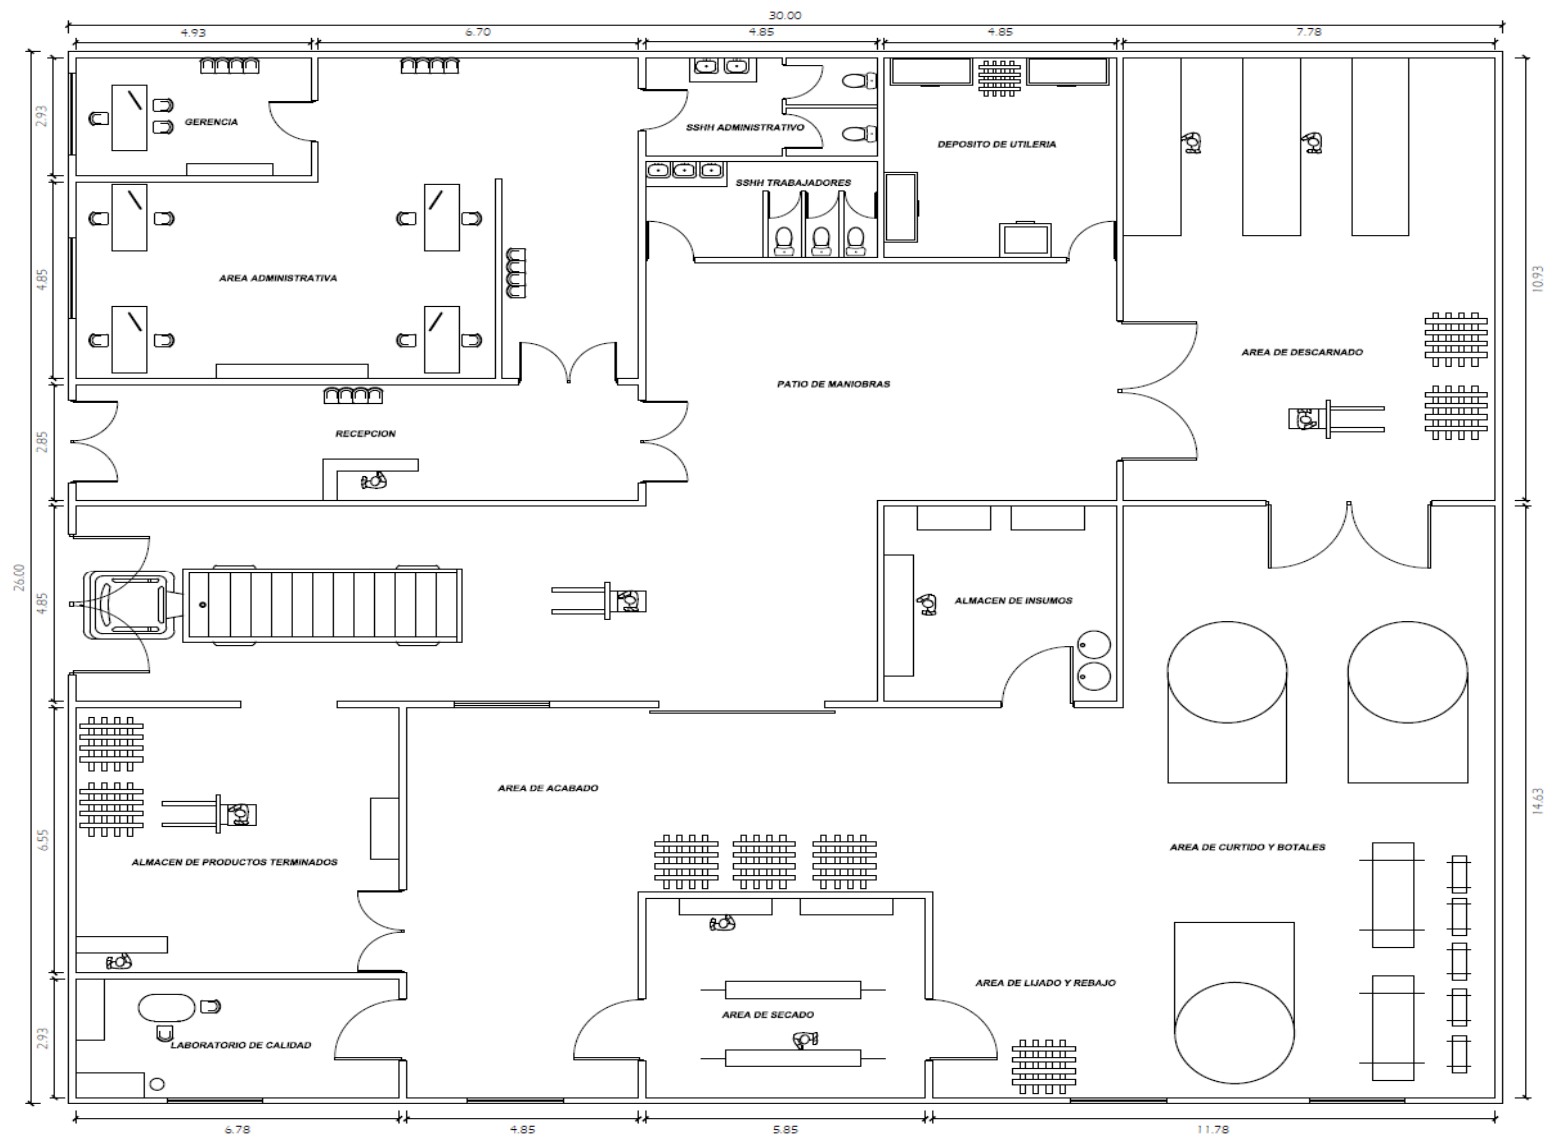 30.00
4.93
6.70
4.85
4.85
7.78
2.93
GERENCIA
SSHH ADMINISTRATIVO
DEPOSITO DE UTILERIA
SSHH TRABAJADORES
4.85
AREA ADMINISTRATIVA
10.93
AREA DE DESCARNADO
PATIO DE MANIOBRAS
2.85
RECEPCION
26.00
4.85
ALMACEN DE INSUMOS
14.63
AREA DE ACABADO
6.55
ALMACEN DE PRODUCTOS TERMINADOS
AREA DE CURTIDO Y BOTALES
AREA DE LIJADO Y REBAJO
AREA DE SECADO
2.93
LABORATORIO DE CALIDAD
6.78
4.85
5.85
11.78